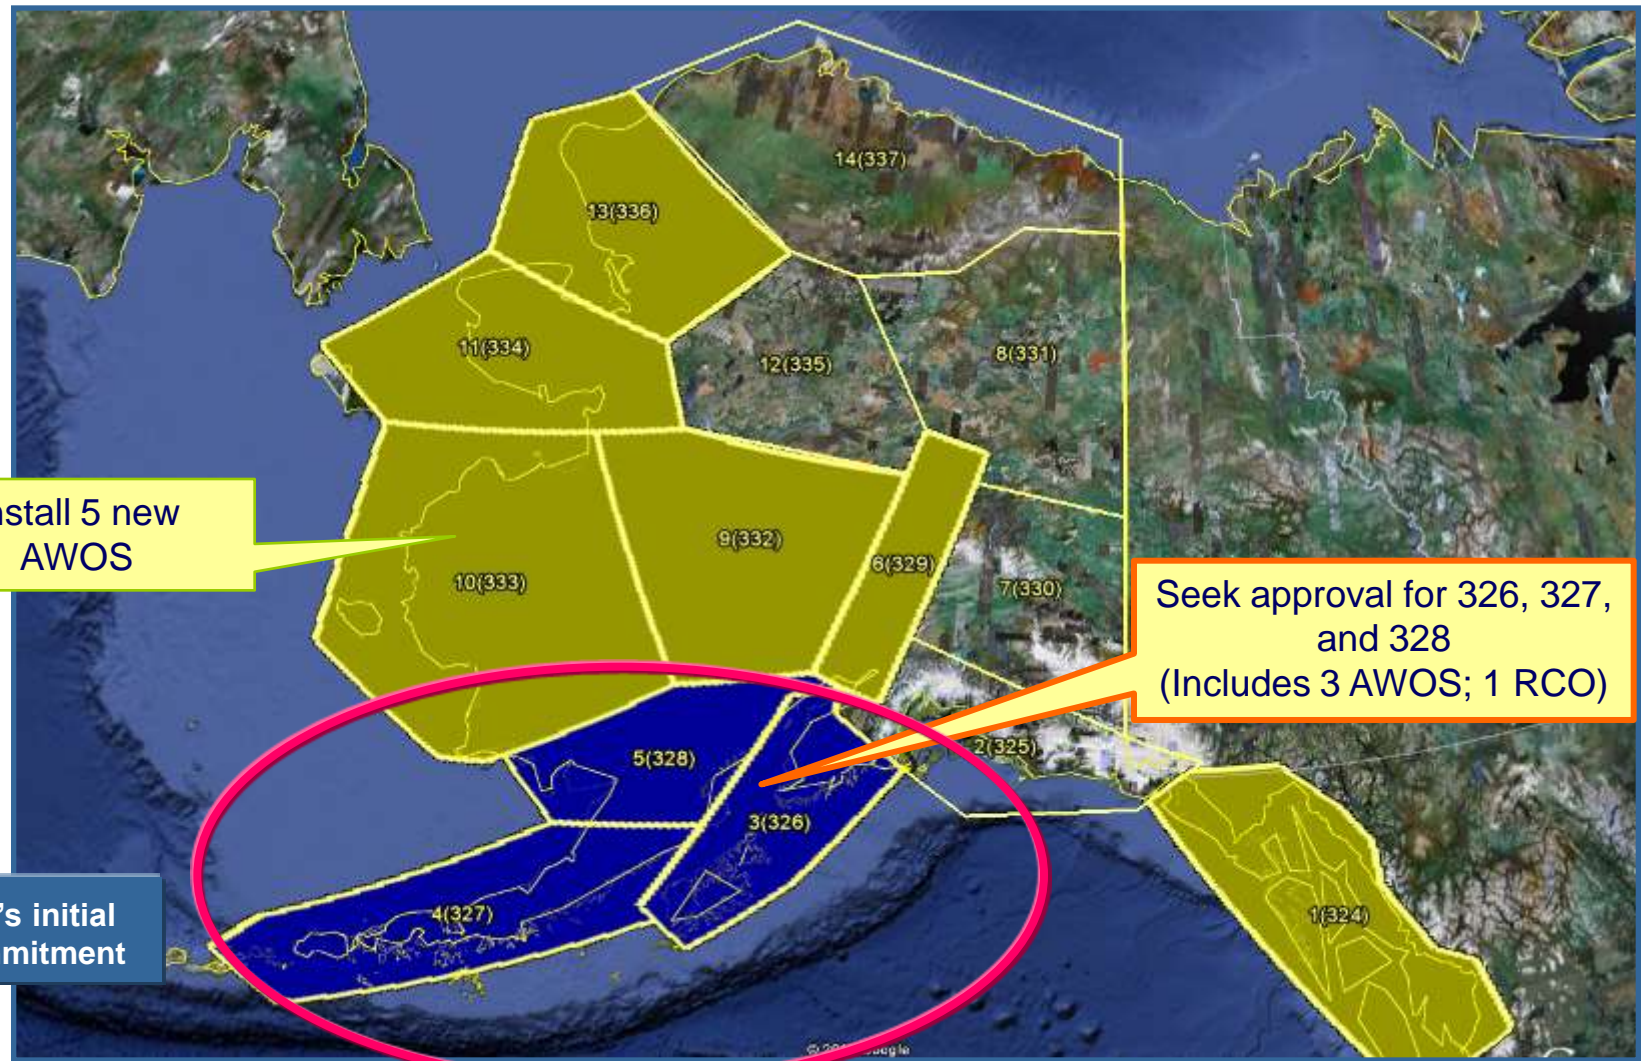 14(337)
13(336)
11(334)
12(335)
8(331)
nstall 5 new
AWOS
9(332)
6(329)
10(333)
7(330)
Seek approval for 326, 327,
and 328
(Includes 3 AWOS; 1 RCO)
2(325)
5(328)
3(326)
4(327)
1(324)
's initial
mitment